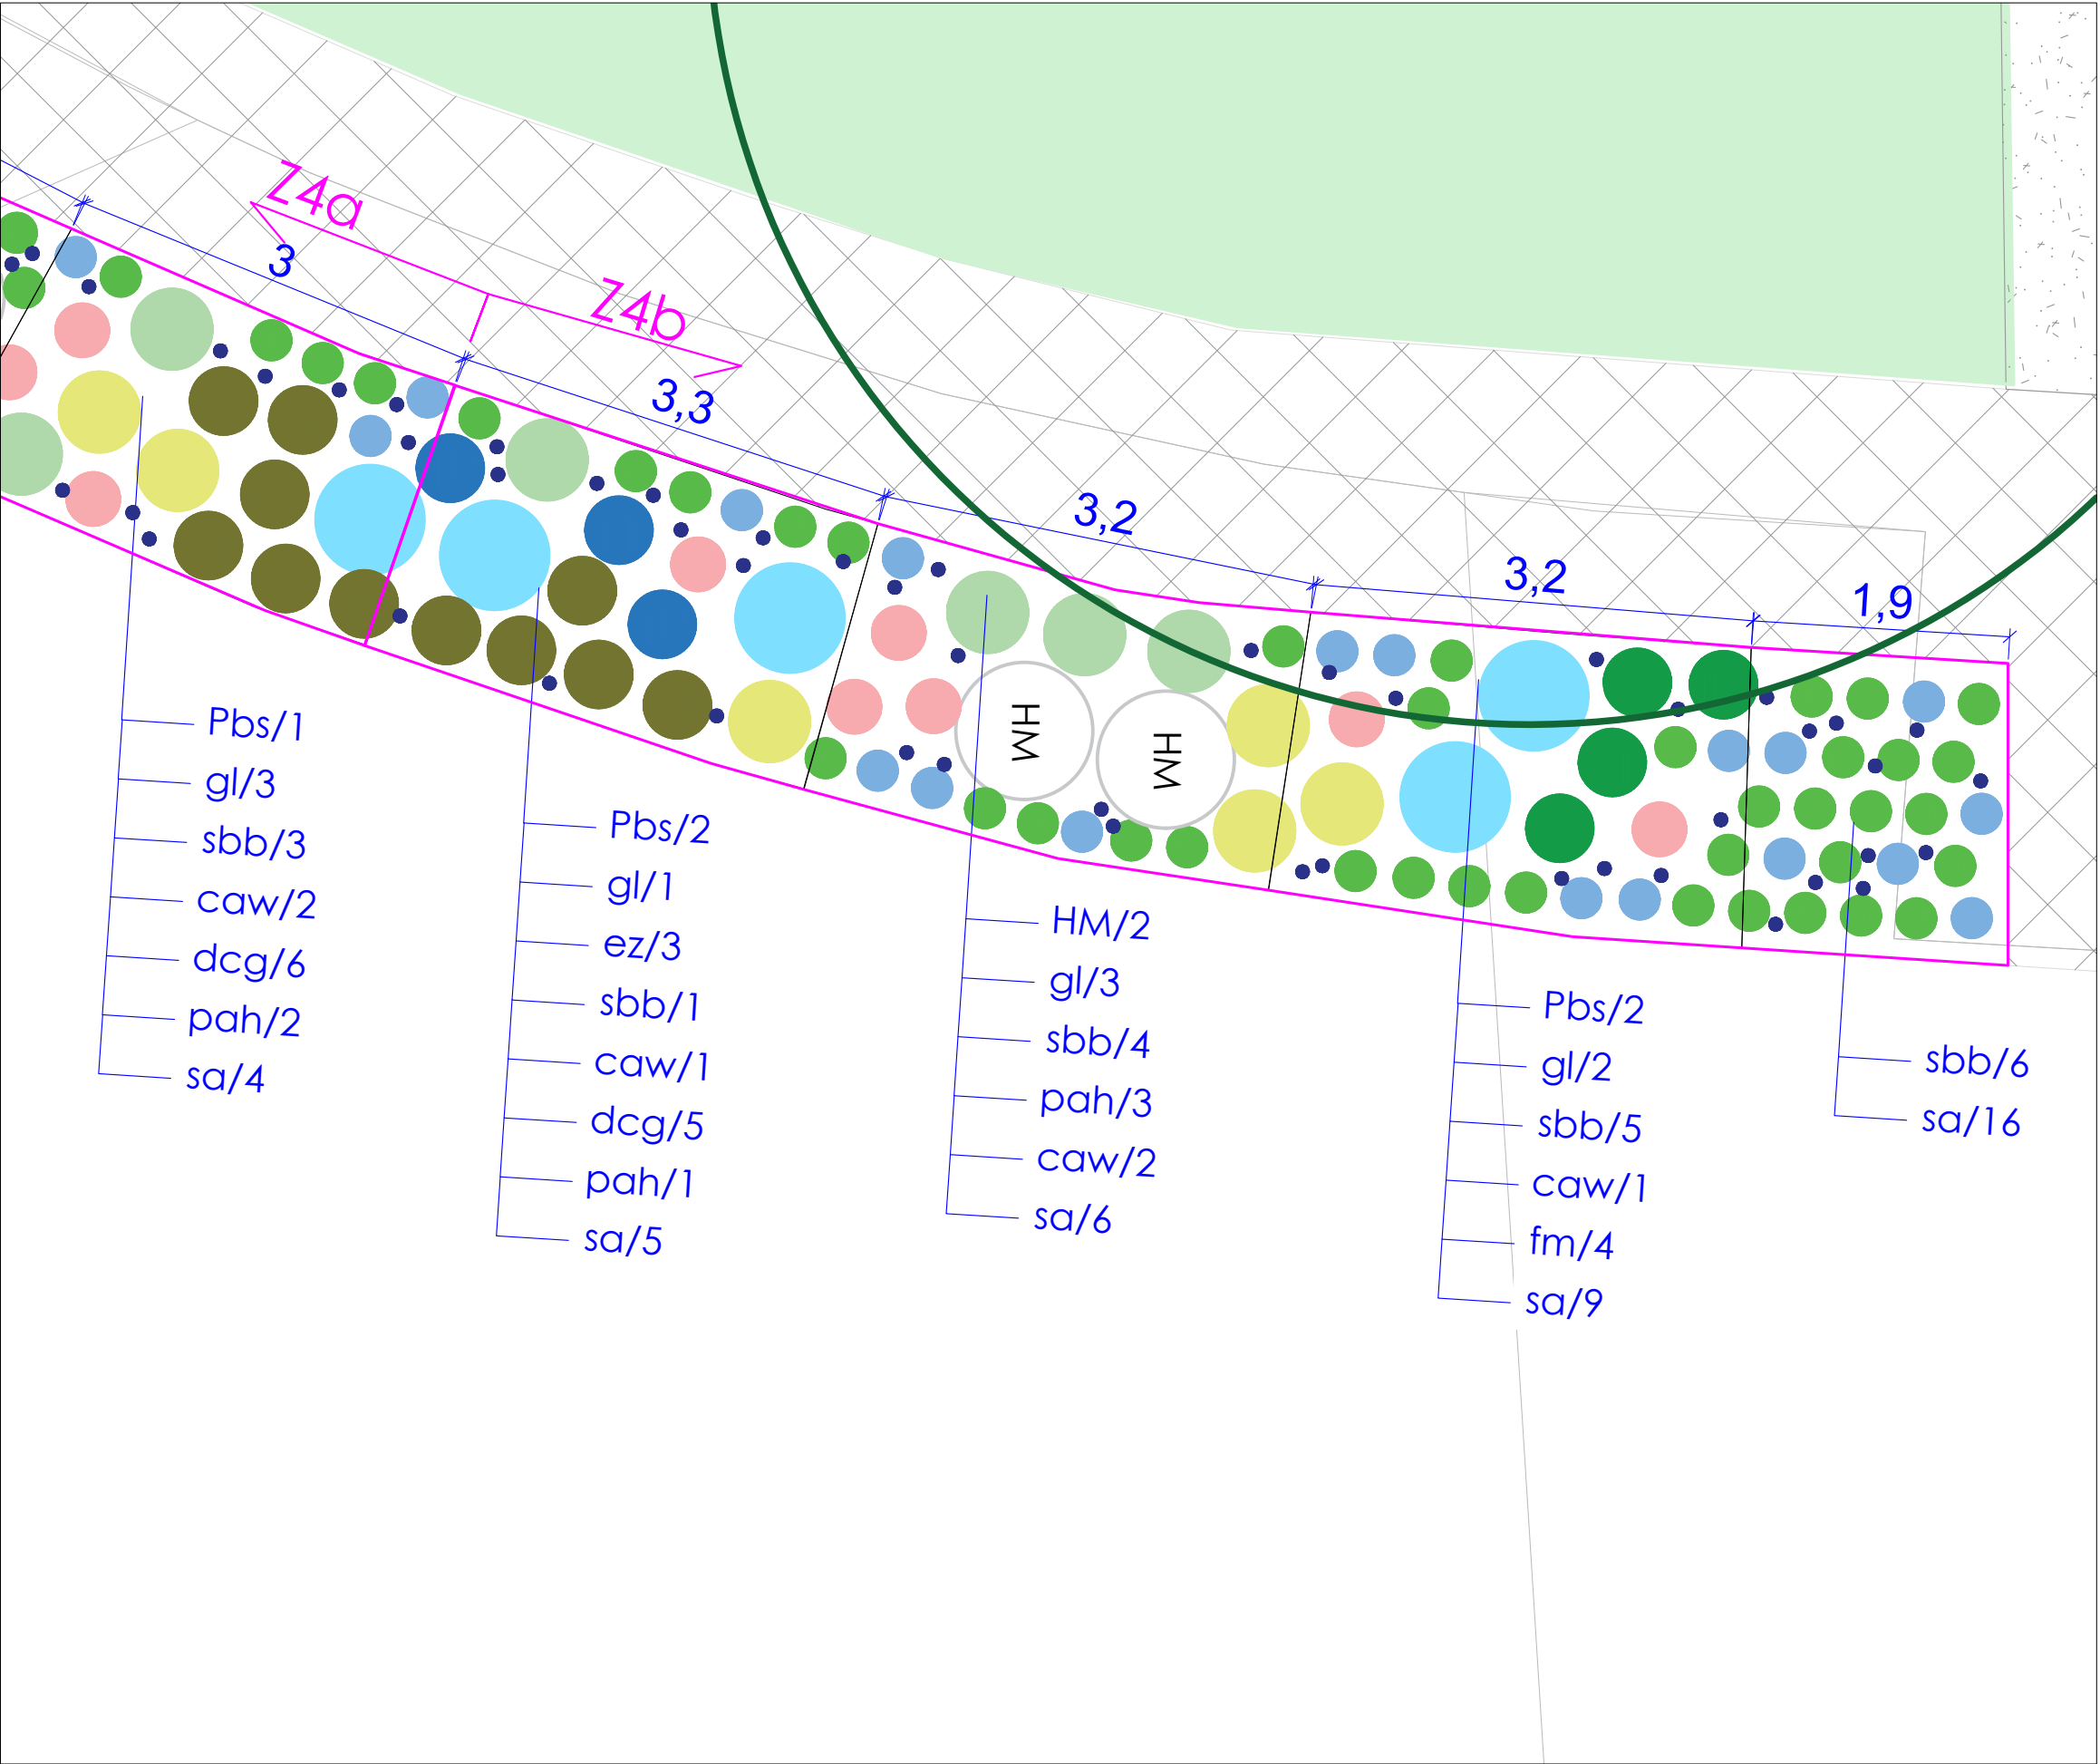 Z4a
3
Z4b
3,3
3,2
3,2
1,9
HM
HM
Pbs/1
gl/3
sbb/3
caw/2
dcg/6
pah/2
sa/4
Pbs/2
gl/1
ez/3
sbb/1
caw/1
dcg/5
pah/1
sa/5
HM/2
gl/3
sbb/4
pah/3
caw/2
sa/6
Pbs/2
gl/2
sbb/5
caw/1
fm/4
sa/9
sbb/6
sa/16